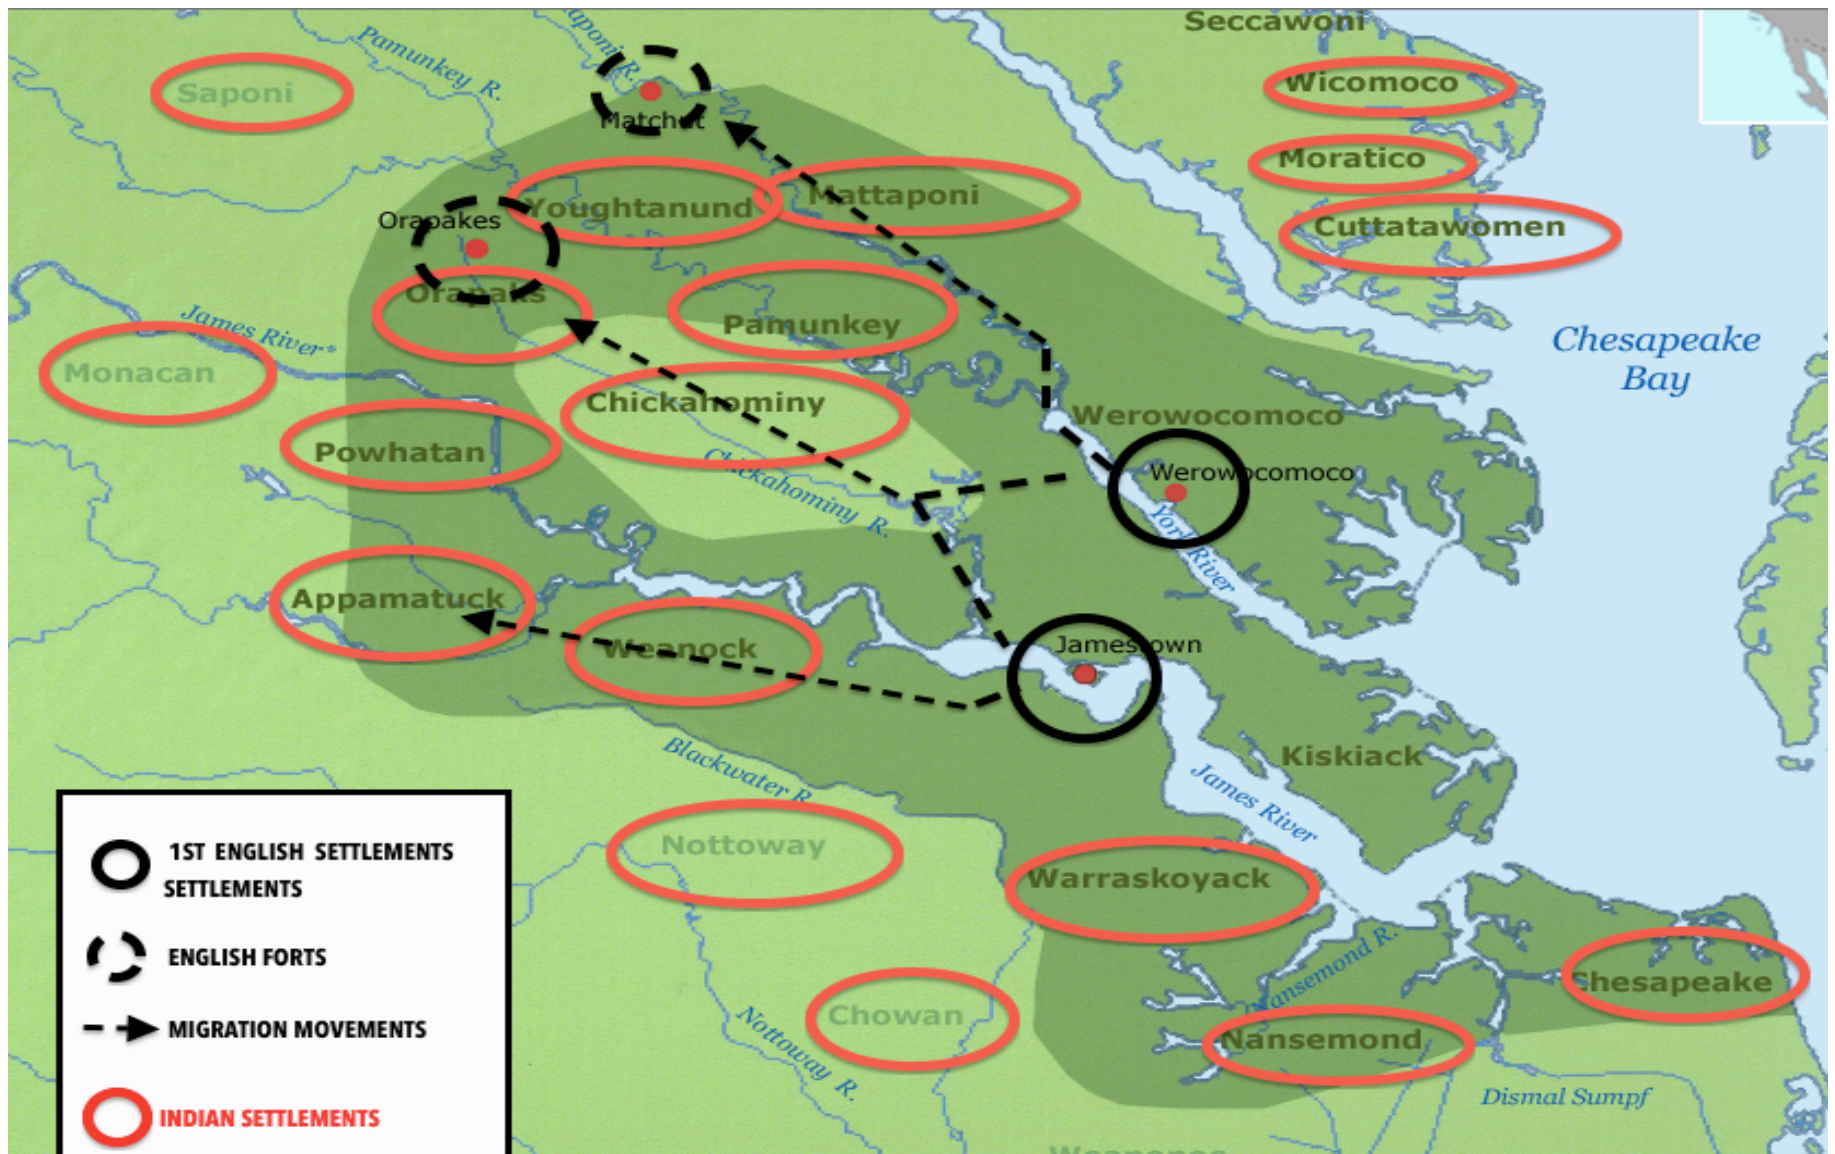 Seccawoni
Wicomoco
Saponi
Pamunkey R.
R.
Matchut
Moratico
Youghtanund
Mattaponi
Orapakes
Cuttatawomen
Orapaks
Pamunkey
James River*
Monacan
Chesapeake
Bay
Chickahominy
Werowocomoco
Powhatan
Chickahominy R.
Werowocomoco
York River
Appamatuck
Weanock
Jamestown
Kiskiack
Blackwater R.
James River
Nottoway
Warraskoyack
Nansemond R.
Chesapeake
Chowan
Nansemond
Nottoway R.
Dismal Sumpf
1ST ENGLISH SETTLEMENTS
SETTLEMENTS
ENGLISH FORTS
MIGRATION MOVEMENTS
INDIAN SETTLEMENTS